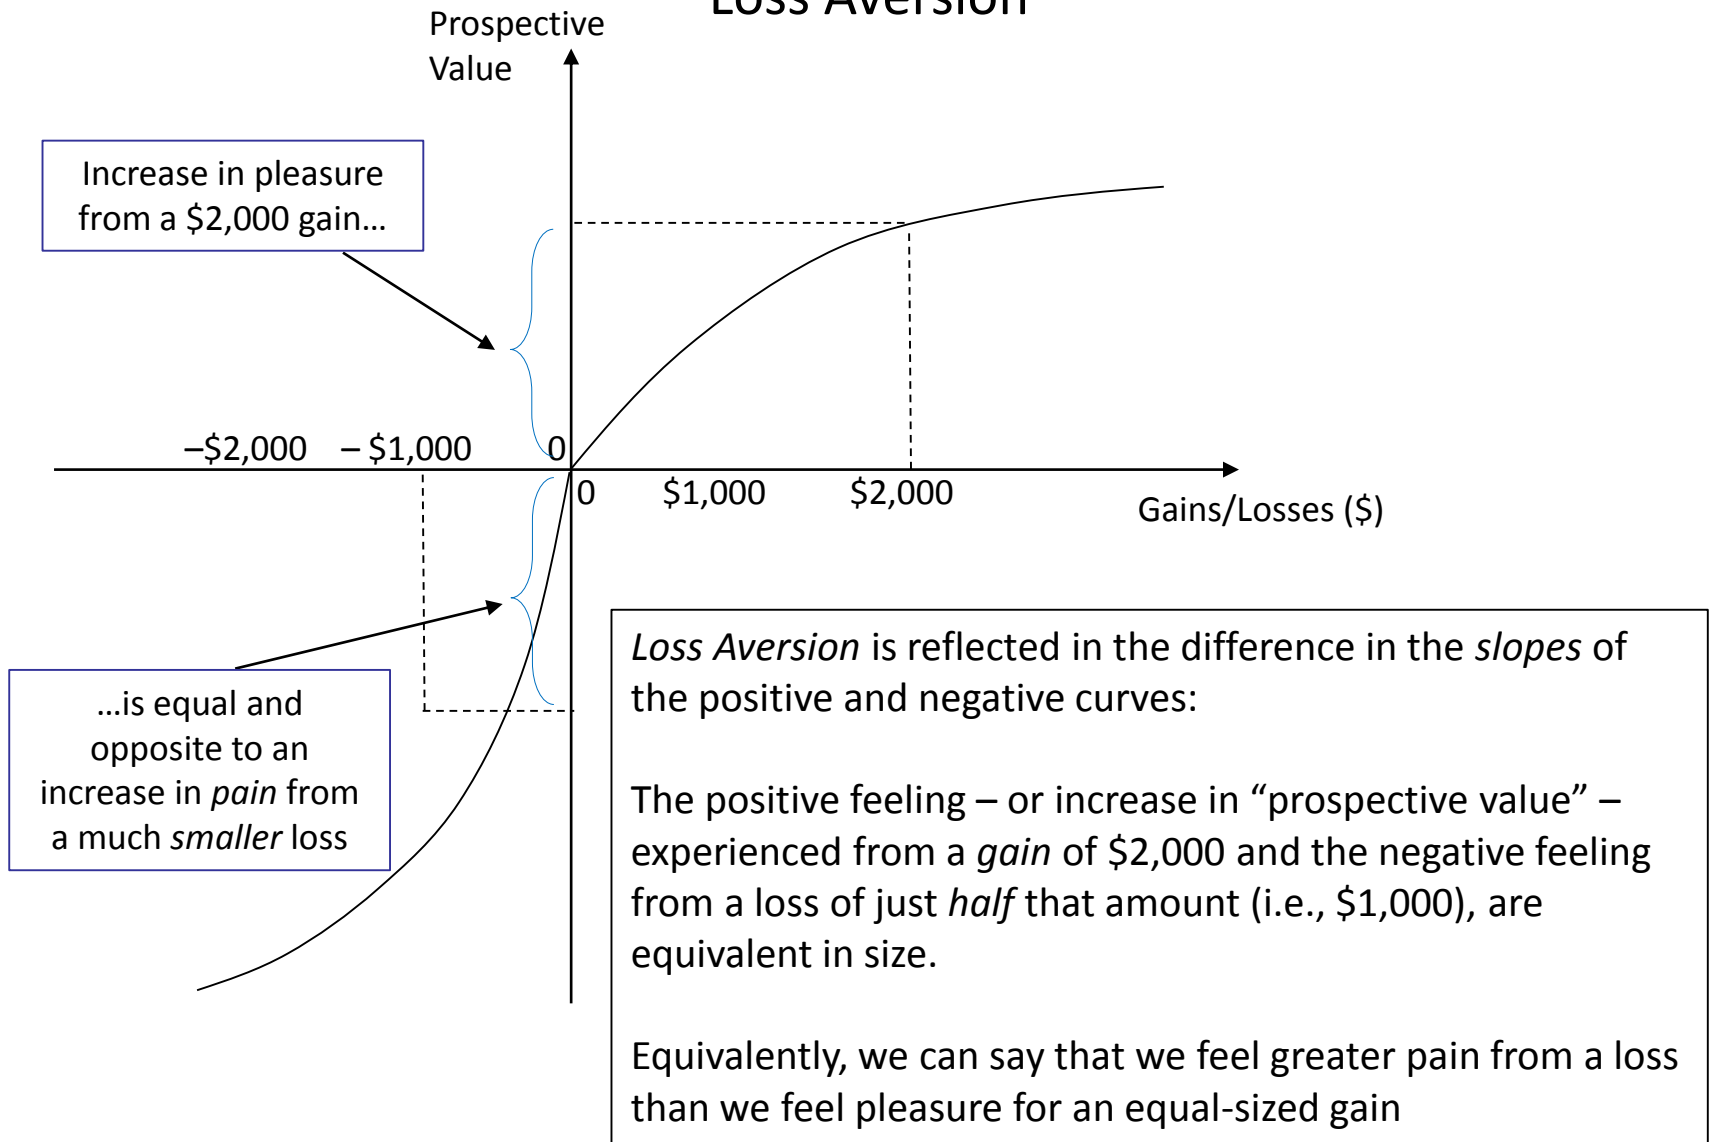 Loss Aversion
Prospective
Value
Increase in pleasure
from a $2,000 gain…
–$2,000
– $1,000
0
0
$1,000
$2,000
Gains/Losses ($)
…is equal and
opposite to an
increase in pain from
a much smaller loss
Loss Aversion is reflected in the difference in the slopes of
the positive and negative curves:
The positive feeling – or increase in “prospective value” –
experienced from a gain of $2,000 and the negative feeling
from a loss of just half that amount (i.e., $1,000), are
equivalent in size.
Equivalently, we can say that we feel greater pain from a loss
than we feel pleasure for an equal-sized gain